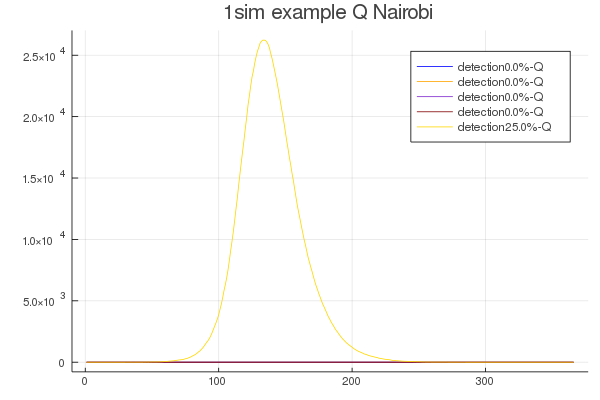 1sim example Q Nairobi
detection0.0%-Q
detection0.0%-Q
detection0.0%-Q
detection0.0%-Q
detection25.0%-Q
2.5×10⁴
2.0×10⁴
1.5×10⁴
1.0×10⁴
5.0×10³
0
0 100 200 300